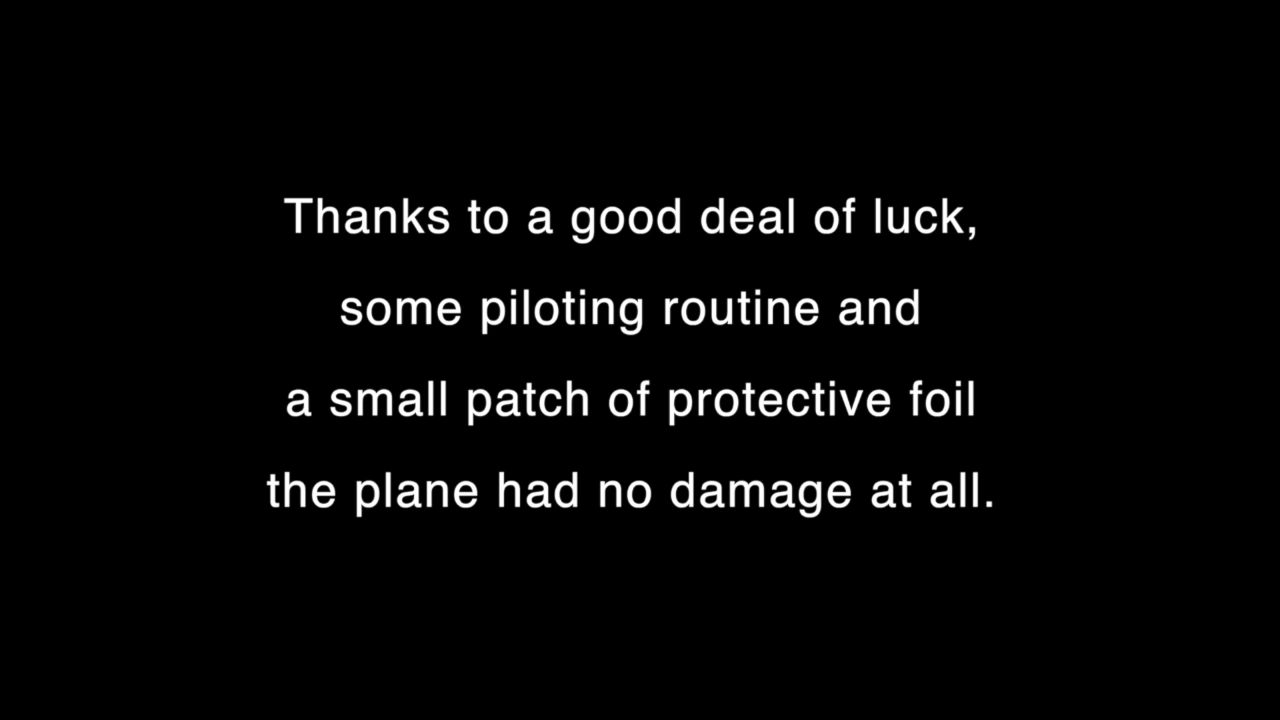 Thanks to a good deal of luck,
some piloting routine and
a small patch of protective foil
the plane had no damage at all.